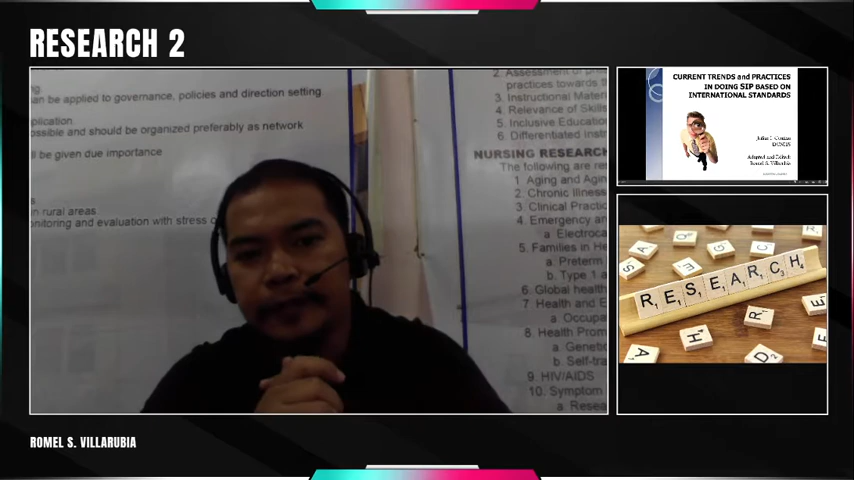 RESEARCH 2
an be applied to governance, policies and direction setting
plication.
ossible and should be organized preferably as network
ll be given due importance
s
in rural areas
onitoring and evaluation with stress o
2. Assessment of
practices towards
3. Instructional Materi
4. Relevance of Skills
5. Inclusive Educatio
6. Differentiated Inst
NURSING RESEARCH
The following are re
1 Aging and Agin
2. Chronic Illness
3. Clinical Practic
4. Emergency an
a Electroca
5. Families in He
a. Preterm
b. Type 1 a
6. Global health
7. Health and E
a. Occupa
8. Health Prom
a. Genetic
b. Self-tra
9. HIV/AIDS
10. Symptom
a. Resea
CURRENT TRENDS and PRACTICES
IN DOING SIP BASED ON
INTERNATIONAL STANDARDS
Romel S. Villarubia
RESEARCH
ROMEL S. VILLARUBIA